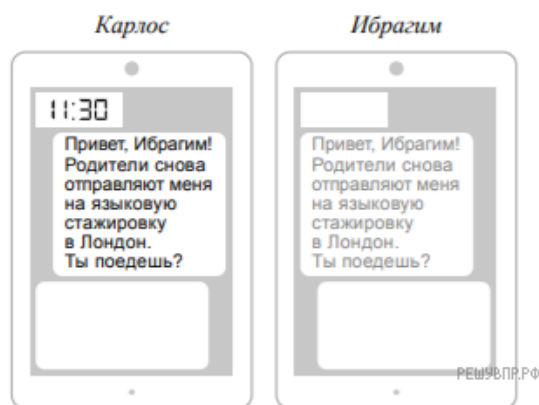 Карлос
Ибрагим
11:30
Привет, Ибрагим!
Родители снова
отправляют меня
на языковую
стажировку
в Лондон.
Ты поедешь?
Привет, Ибрагим!
Родители снова
отправляют меня
на языковую
стажировку
в Лондон.
Ты поедешь?
РЕШУВПР.РФ